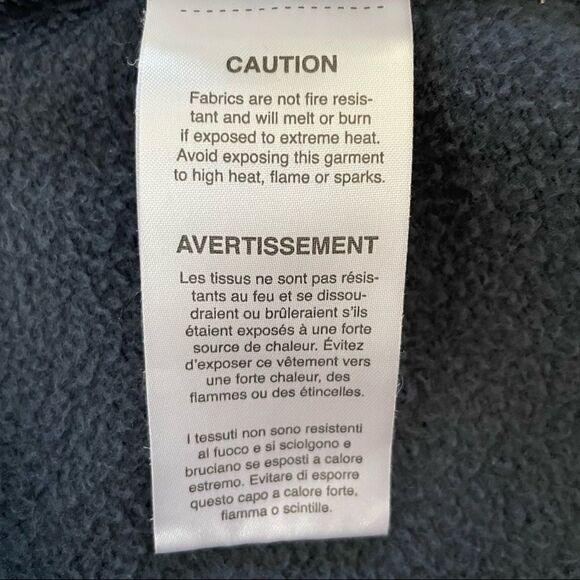 CAUTION
Fabrics are not fire resis-
tant and will melt or burn
if exposed to extreme heat.
Avoid exposing this garment
to high heat, flame or sparks.
AVERTISSEMENT
Les tissus ne sont pas résis-
tants au feu et se dissou-
draient ou brûleraient s'ils
étaient exposés à une forte
source de chaleur. Évitez
d'exposer ce vêtement vers
une forte chaleur, des
flammes ou des étincelles.
I tessuti non sono resistenti
al fuoco e si sciolgono e
bruciano se esposti a calore
estremo. Evitare di esporre
questo capo a calore forte,
fiamma o scintille.